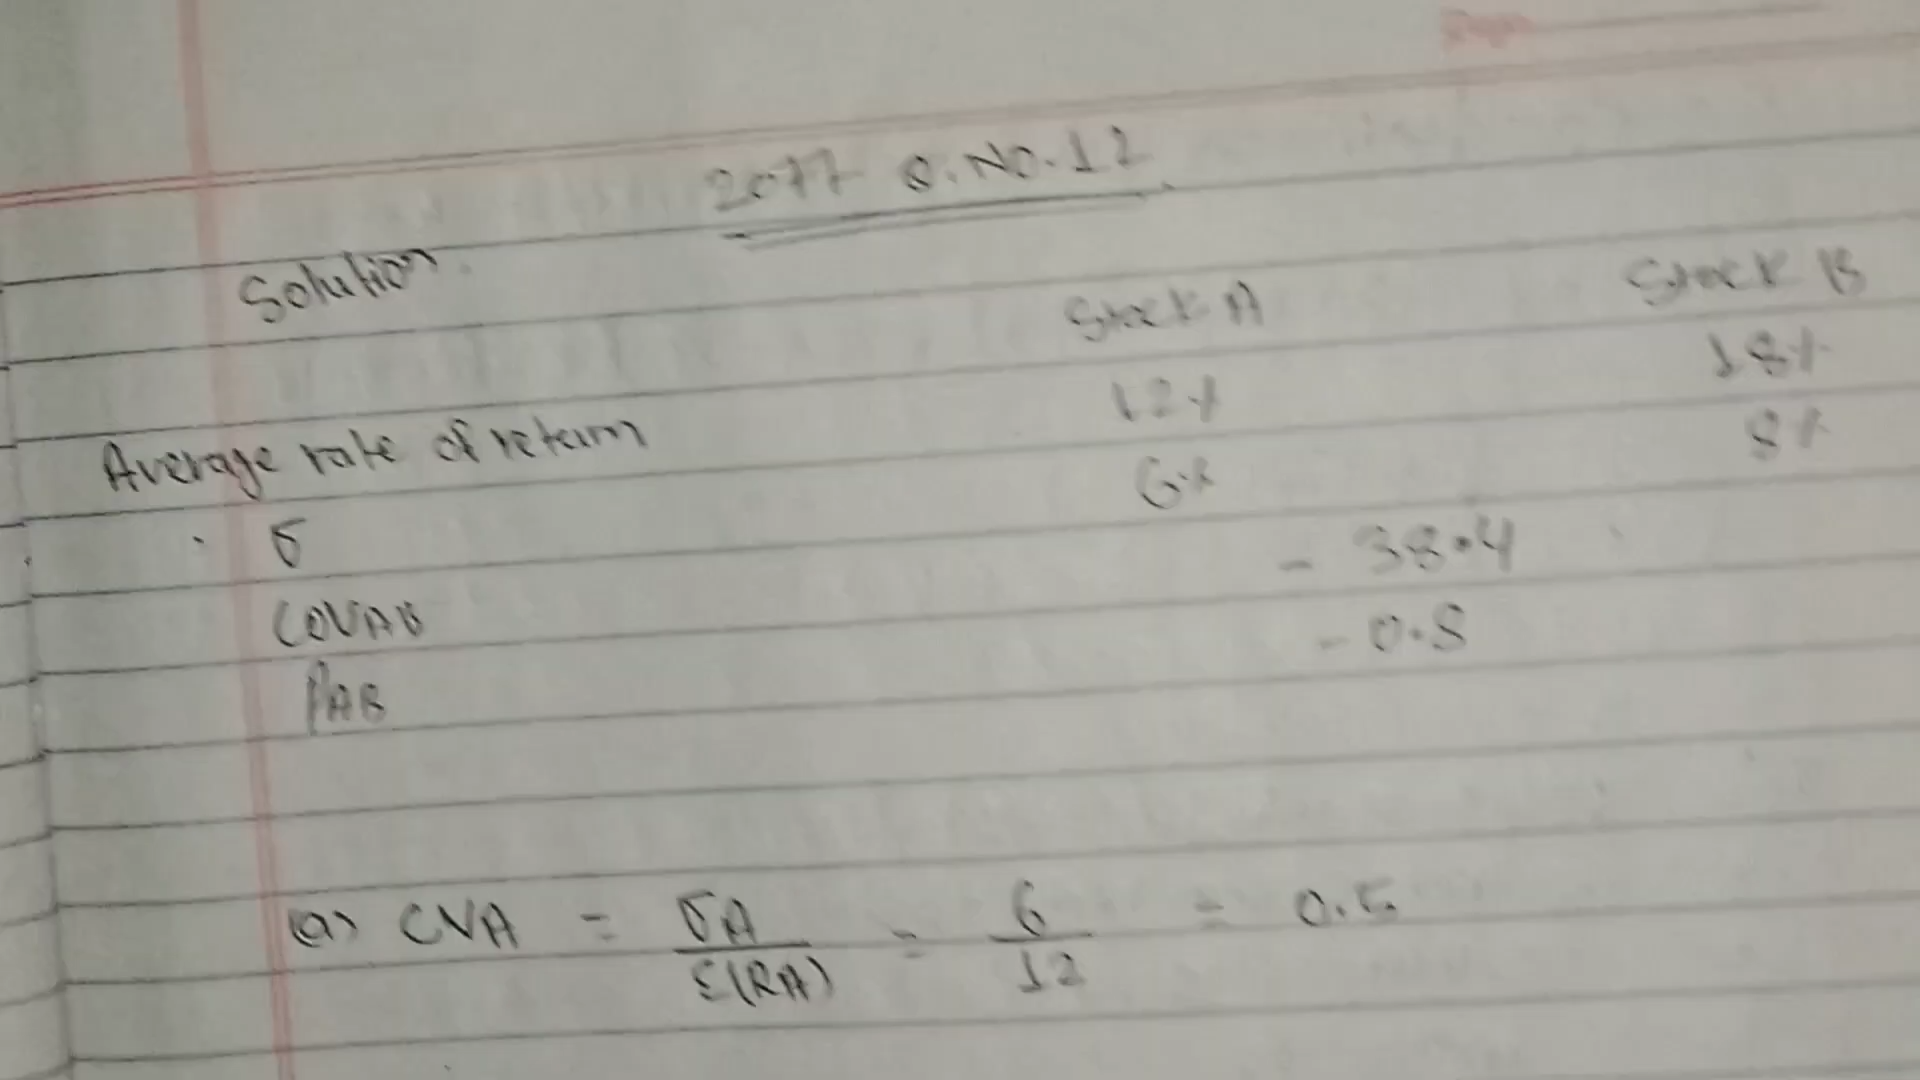 2077 Q.NO.12
Solution.
Stock A Stock B
Average rate of return 12% 18%
σ 6% 8%
COVAB - 38.4
PAB - 0.8
(a) CVA = σA / E(RA) = 6 / 12 = 0.5